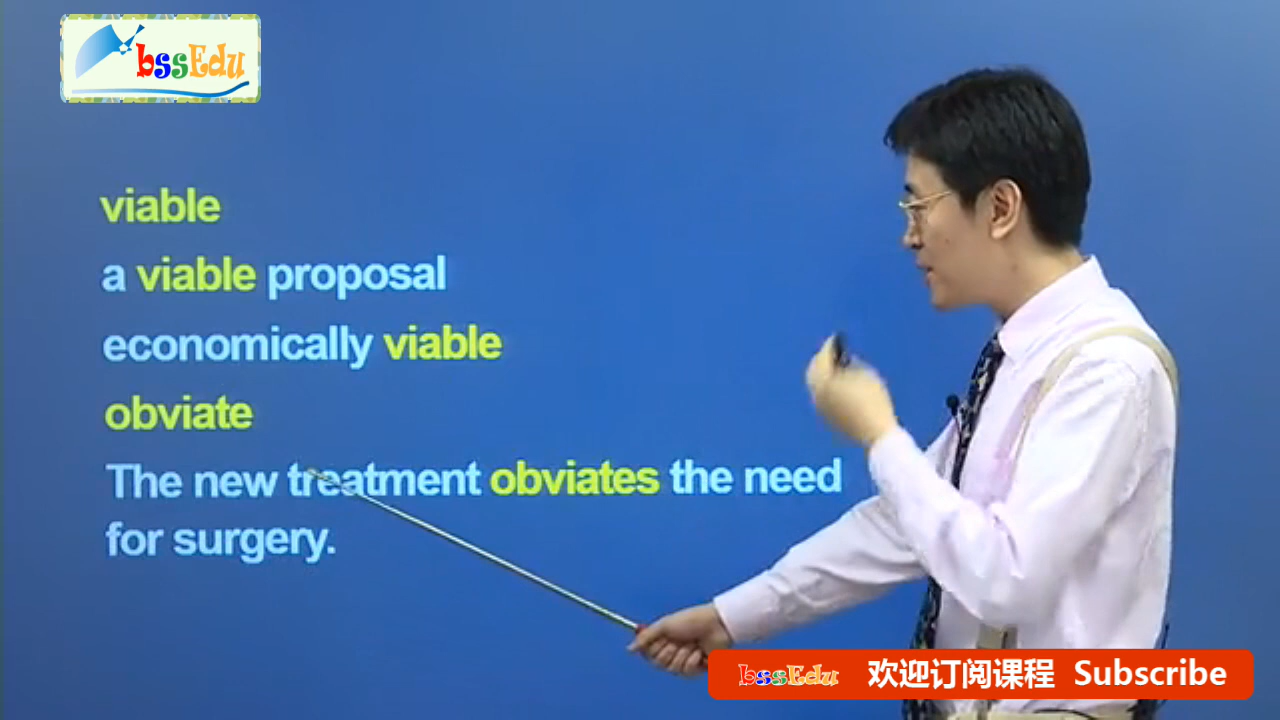 bssEdu
viable
a viable proposal
economically viable
obviate
The new treatment obviates the need
for surgery.
bssEdu 欢迎订阅课程 Subscribe